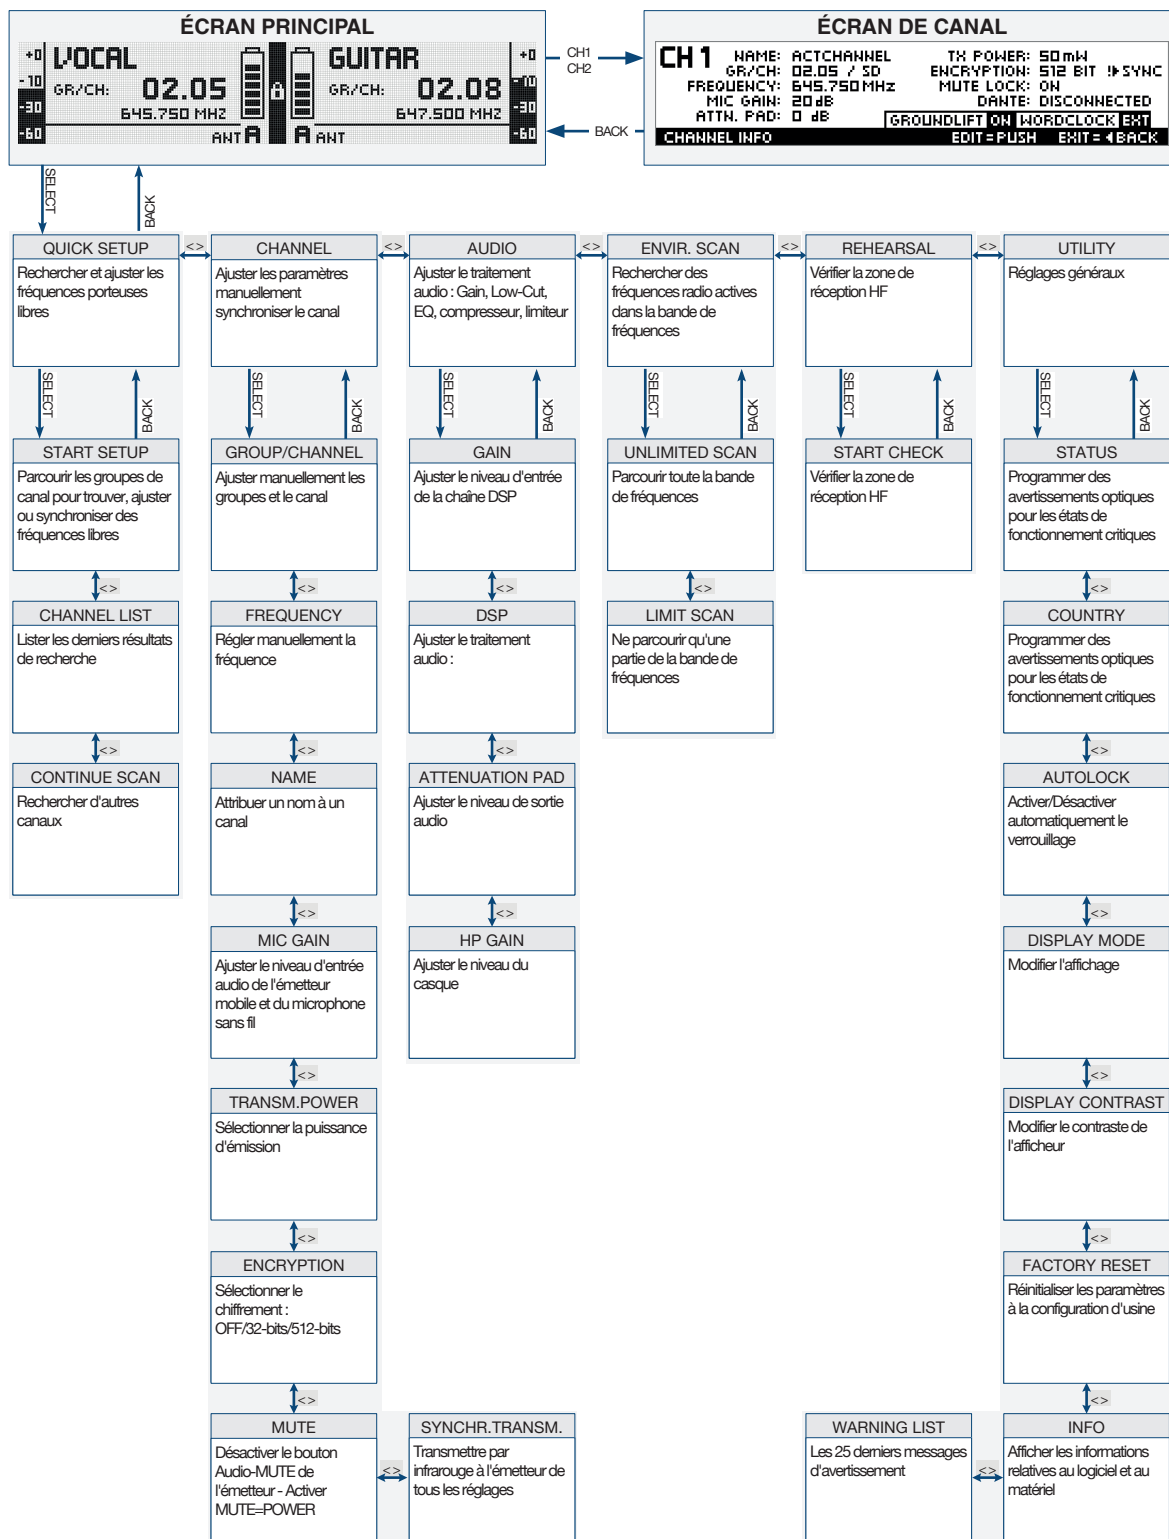 ÉCRAN PRINCIPAL
+0
-10
-30
-60
VOCAL
GR/CH: 02.05
645.750 MHZ
ANT A
GUITAR
GR/CH: 02.08
647.500 MHZ
A ANT
+0
-10
-30
-60
CH1
CH2
BACK
ÉCRAN DE CANAL
CH 1
NAME: ACTCHANNEL
GR/CH: 02.05 / SD
FREQUENCY: 645.750 MHz
MIC GAIN: 20 dB
ATTN. PAD: 0 dB
TX POWER: 50 mW
ENCRYPTION: 512 BIT SYNC
MUTE LOCK: ON
DANTE: DISCONNECTED
GROUNDLIFT ON WORDCLOCK EXT
CHANNEL INFO EDIT = PUSH EXIT = BACK
SELECT
BACK
QUICK SETUP
Rechercher et ajuster les
fréquences porteuses
libres
<>
CHANNEL
Ajuster les paramètres
manuellement
synchroniser le canal
<>
AUDIO
Ajuster le traitement
audio : Gain, Low-Cut,
EQ, compresseur, limiteur
<>
ENVIR. SCAN
Rechercher des
fréquences radio actives
dans la bande de
fréquences
<>
REHEARSAL
Vérifier la zone de
réception HF
<>
UTILITY
Réglages généraux
SELECT
BACK
SELECT
BACK
SELECT
BACK
SELECT
BACK
SELECT
BACK
SELECT
BACK
START SETUP
Parcourir les groupes de
canal pour trouver, ajuster
ou synchroniser des
fréquences libres
GROUP/CHANNEL
Ajuster manuellement les
groupes et le canal
GAIN
Ajuster le niveau d'entrée
de la chaîne DSP
UNLIMITED SCAN
Parcourir toute la bande
de fréquences
START CHECK
Vérifier la zone de
réception HF
STATUS
Programmer des
avertissements optiques
pour les états de
fonctionnement critiques
<>
<>
<>
<>
<>
CHANNEL LIST
Lister les derniers résultats
de recherche
FREQUENCY
Régler manuellement la
fréquence
DSP
Ajuster le traitement
audio :
LIMIT SCAN
Ne parcourir qu'une
partie de la bande de
fréquences
COUNTRY
Programmer des
avertissements optiques
pour les états de
fonctionnement critiques
<>
<>
<>
<>
CONTINUE SCAN
Rechercher d'autres
canaux
NAME
Attribuer un nom à un
canal
ATTENUATION PAD
Ajuster le niveau de sortie
audio
AUTOLOCK
Activer/Désactiver
automatiquement le
verrouillage
<>
<>
<>
MIC GAIN
Ajuster le niveau d'entrée
audio de l'émetteur
mobile et du microphone
sans fil
HP GAIN
Ajuster le niveau du
casque
DISPLAY MODE
Modifier l'affichage
<>
<>
TRANSM.POWER
Sélectionner la puissance
d'émission
DISPLAY CONTRAST
Modifier le contraste de
l'afficheur
<>
<>
ENCRYPTION
Sélectionner le
chiffrement :
OFF/32-bits/512-bits
FACTORY RESET
Réinitialiser les paramètres
à la configuration d'usine
<>
<>
MUTE
Désactiver le bouton
Audio-MUTE de
l'émetteur - Activer
MUTE=POWER
<>
SYNCHR.TRANSM.
Transmettre par
infrarouge à l'émetteur de
tous les réglages
WARNING LIST
Les 25 derniers messages
d'avertissement
<>
INFO
Afficher les informations
relatives au logiciel et au
matériel